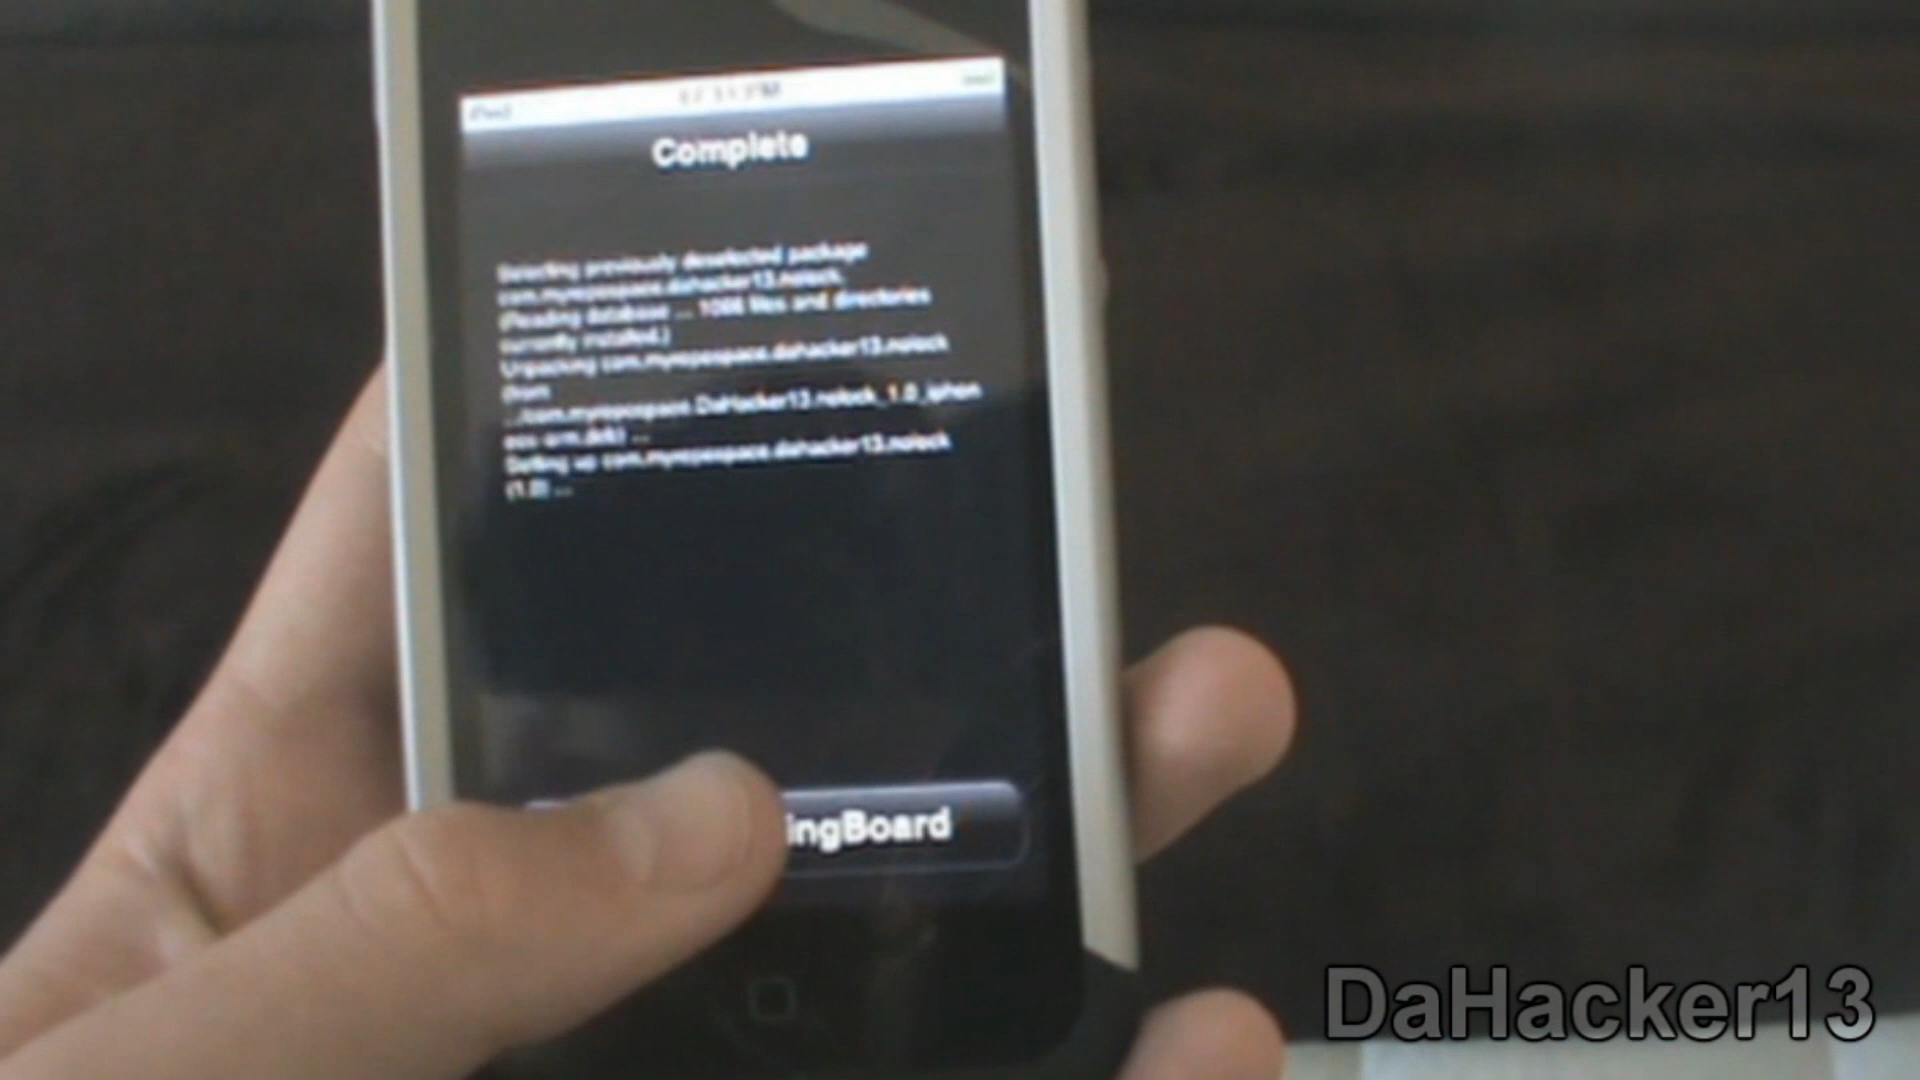 Complete
Selecting previously deselected package
com.myrepospace.dahacker13.nolock.
(Reading database ... files and directories
currently installed.)
Unpacking com.myrepospace.dahacker13.nolock
(from
.../com.myrepospace.DaHacker13.nolock_1.0_iphon
eos-arm.deb) ...
Setting up com.myrepospace.dahacker13.nolock
(1.0) ...
ingBoard
DaHacker13